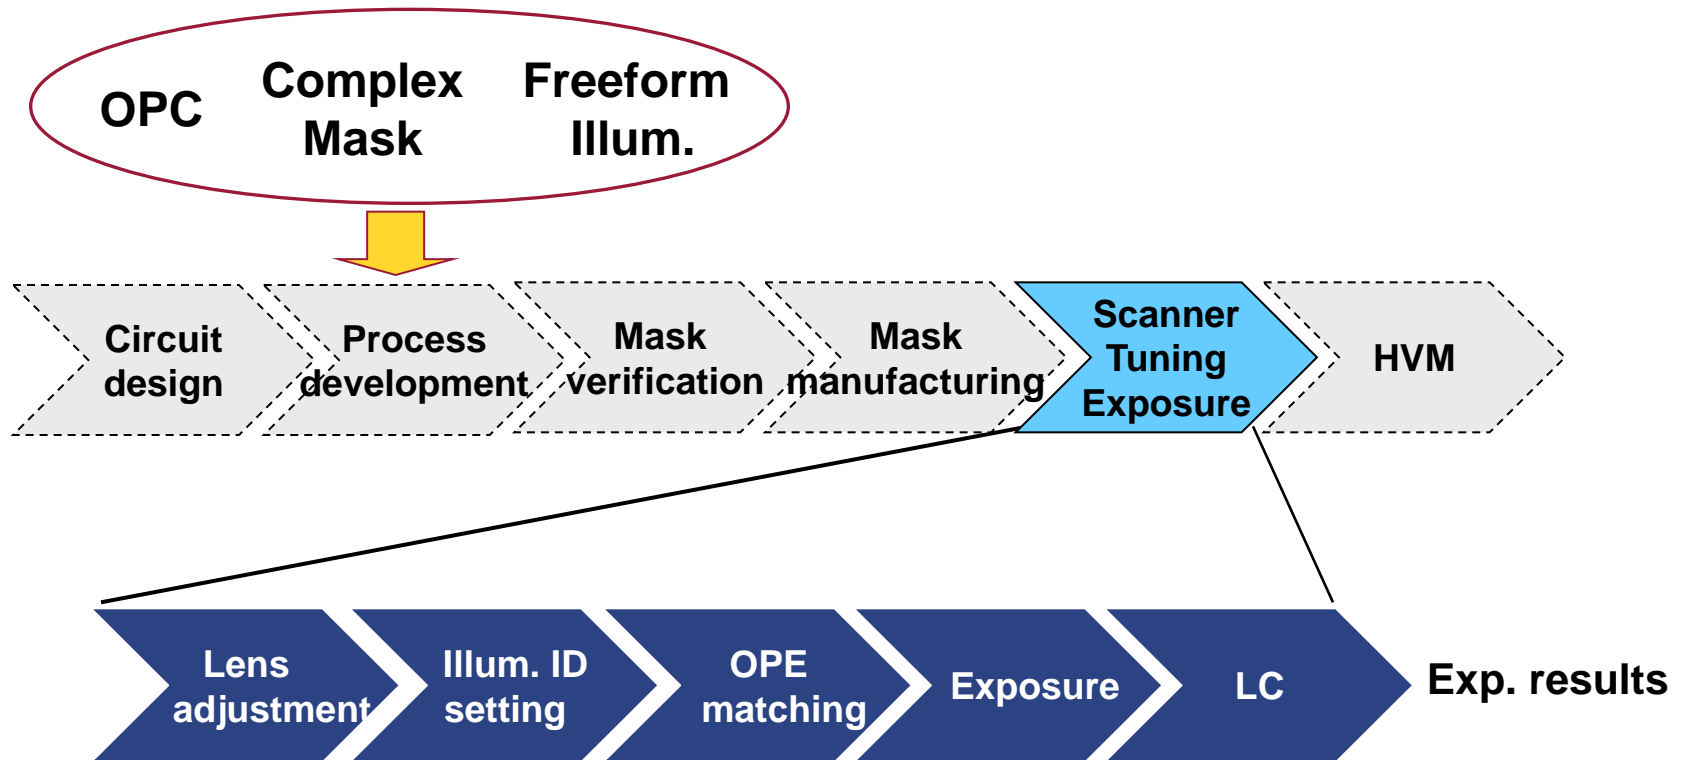 OPC
Complex
Mask
Freeform
Illum.
Circuit
design
Process
development
Mask
verification
Mask
manufacturing
Scanner
Tuning
Exposure
HVM
Lens
adjustment
Illum. ID
setting
OPE
matching
Exposure
LC
Exp. results